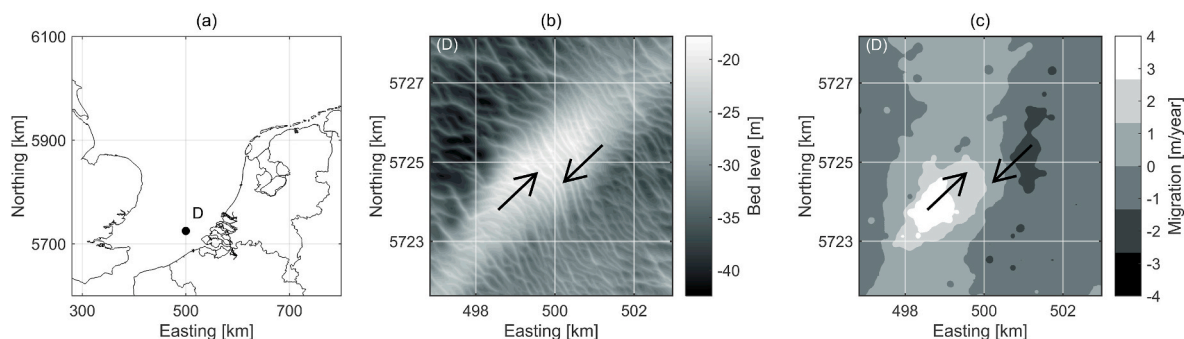 (a)
6100
5900
5700
Northing [km]
D
300
500
700
Easting [km]
(b)
(D)
5727
5725
5723
Northing [km]
498
500
502
Easting [km]
-20
-25
-30
-35
-40
Bed level [m]
(c)
(D)
5727
5725
5723
Northing [km]
498
500
502
Easting [km]
4
3
2
1
0
-1
-2
-3
-4
Migration [m/year]